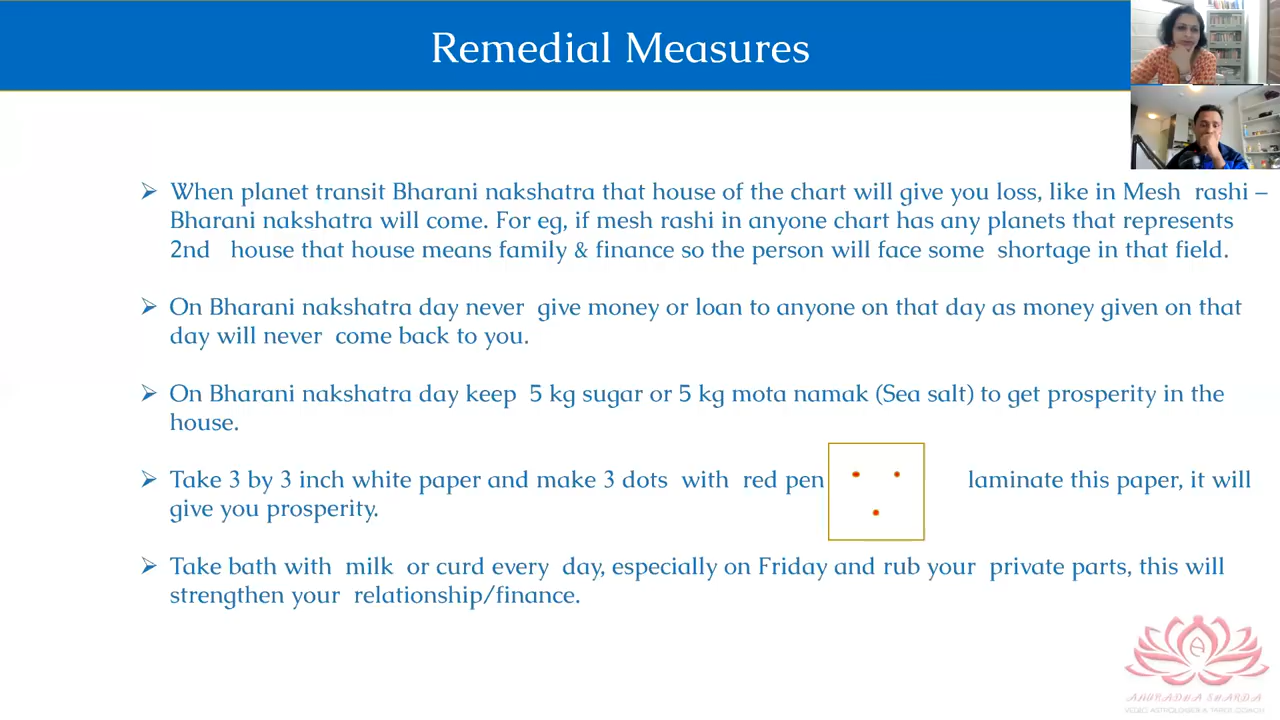 Remedial Measures
➢ When planet transit Bharani nakshatra that house of the chart will give you loss, like in Mesh rashi –
Bharani nakshatra will come. For eg, if mesh rashi in anyone chart has any planets that represents
2nd house that house means family & finance so the person will face some shortage in that field.
➢ On Bharani nakshatra day never give money or loan to anyone on that day as money given on that
day will never come back to you.
➢ On Bharani nakshatra day keep 5 kg sugar or 5 kg mota namak (Sea salt) to get prosperity in the
house.
➢ Take 3 by 3 inch white paper and make 3 dots with red pen laminate this paper, it will
give you prosperity.
➢ Take bath with milk or curd every day, especially on Friday and rub your private parts, this will
strengthen your relationship/finance.
ANURADHA SHARDA
VEDIC ASTROLOGER & TAROT COACH